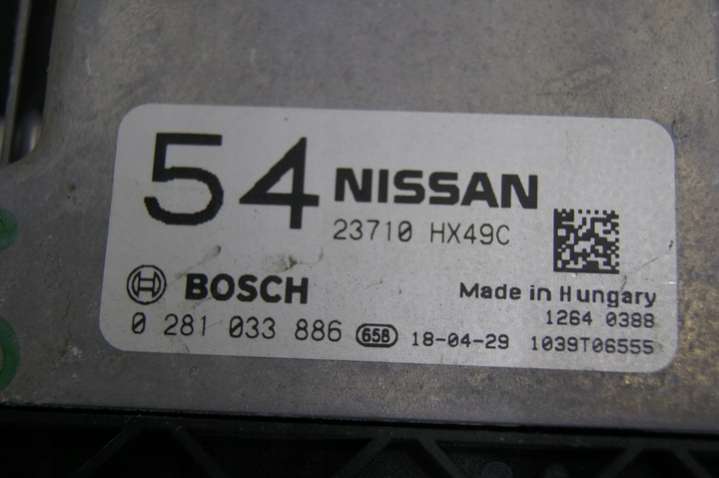 54 NISSAN
23710 HX49C
BOSCH
Made in Hungary
1264 0388
0 281 033 886 658 18-04-29 1039T06555